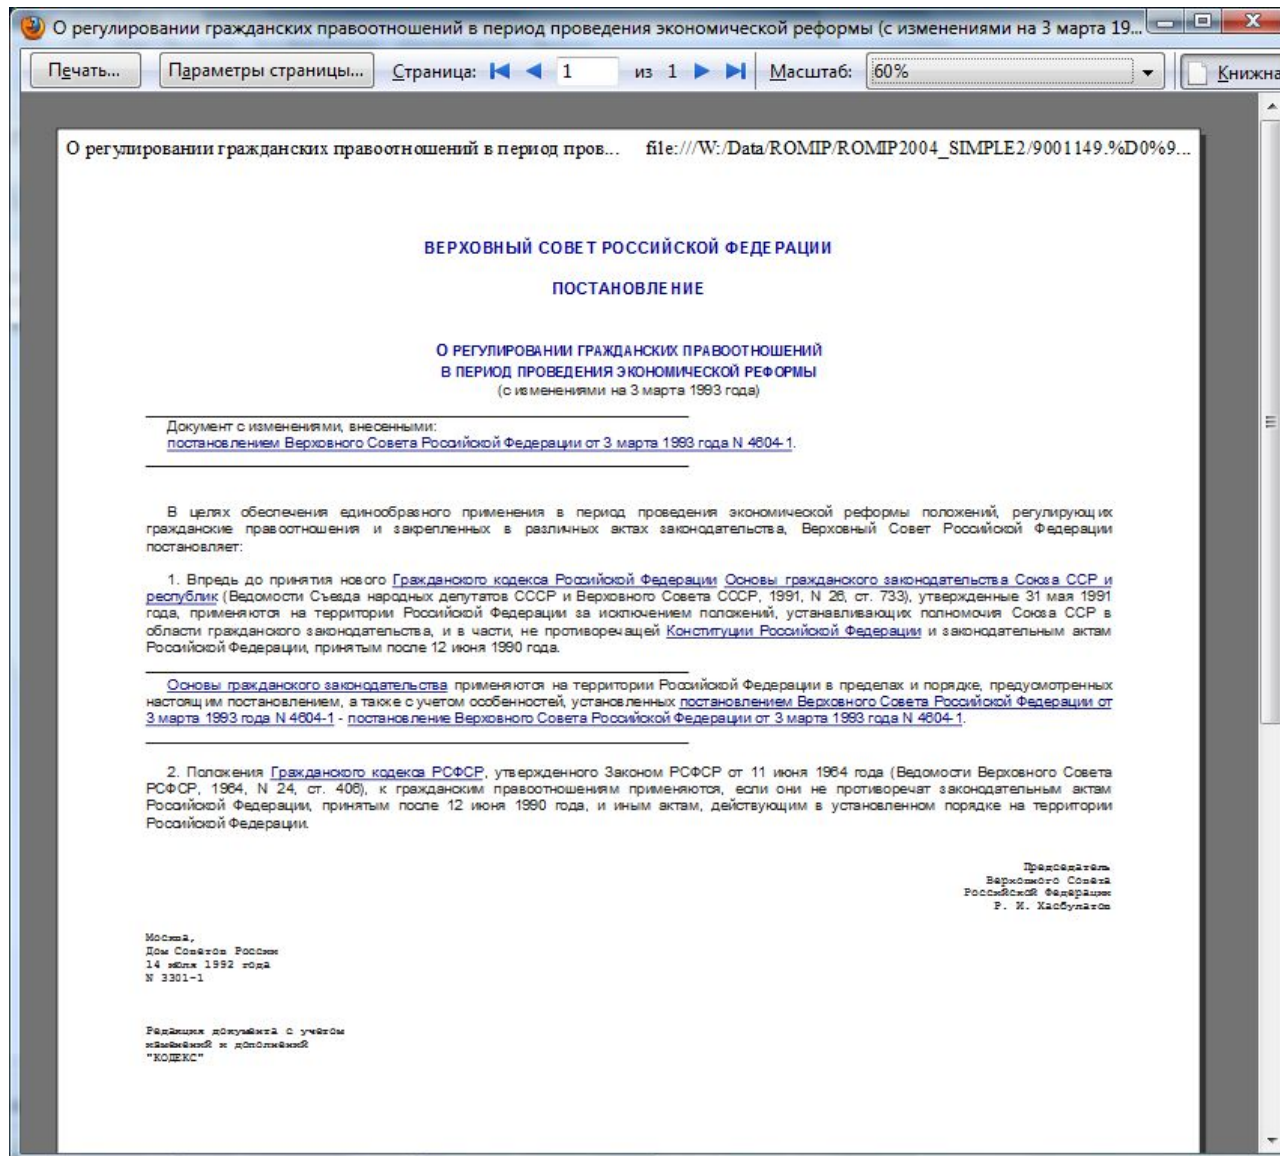 О регулировании гражданских правоотношений в период проведения экономической реформы (с изменениями на 3 марта 19...
Печать... Параметры страницы... Страница: 1 из 1 Масштаб: 60% Книжна
О регулировании гражданских правоотношений в период пров... file:///W:/Data/ROMIP/ROMIP2004_SIMPLE2/9001149.%D0%9...
ВЕРХОВНЫЙ СОВЕТ РОССИЙСКОЙ ФЕДЕРАЦИИ
ПОСТАНОВЛЕНИЕ
О РЕГУЛИРОВАНИИ ГРАЖДАНСКИХ ПРАВООТНОШЕНИЙ
В ПЕРИОД ПРОВЕДЕНИЯ ЭКОНОМИЧЕСКОЙ РЕФОРМЫ
(с изменениями на 3 марта 1993 года)
Документ с изменениями, внесенными:
постановлением Верховного Совета Российской Федерации от 3 марта 1993 года N 4604-1.
В целях обеспечения единообразного применения в период проведения экономической реформы положений, регулирующих
гражданские правоотношения и закрепленных в различных актах законодательства, Верховный Совет Российской Федерации
постановляет:
1. Впредь до принятия нового Гражданского кодекса Российской Федерации Основы гражданского законодательства Союза ССР и
республик (Ведомости Съезда народных депутатов СССР и Верховного Совета СССР, 1991, N 26, ст. 733), утвержденные 31 мая 1991
года, применяются на территории Российской Федерации за исключением положений, устанавливающих полномочия Союза ССР в
области гражданского законодательства, и в части, не противоречащей Конституции Российской Федерации и законодательным актам
Российской Федерации, принятым после 12 июня 1990 года.
Основы гражданского законодательства применяются на территории Российской Федерации в пределах и порядке, предусмотренных
настоящим постановлением, а также с учетом особенностей, установленных постановлением Верховного Совета Российской Федерации от
3 марта 1993 года N 4604-1 - постановление Верховного Совета Российской Федерации от 3 марта 1993 года N 4604-1.
2. Положения Гражданского кодекса РСФСР, утвержденного Законом РСФСР от 11 июня 1964 года (Ведомости Верховного Совета
РСФСР, 1964, N 24, ст. 406), к гражданским правоотношениям применяются, если они не противоречат законодательным актам
Российской Федерации, принятым после 12 июня 1990 года, и иным актам, действующим в установленном порядке на территории
Российской Федерации.
Председатель
Верховного Совета
Российской Федерации
Р. И. Хасбулатов
Москва,
Дом Советов России
14 июля 1992 года
N 3301-1
Редакция документа с учетом
изменений и дополнений
"КОДЕКС"